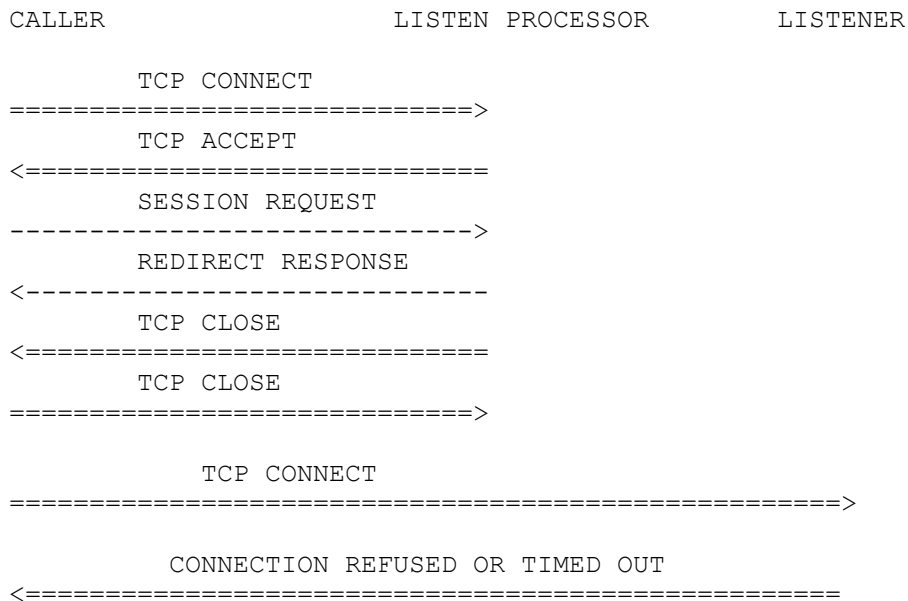 CALLER LISTEN PROCESSOR LISTENER
TCP CONNECT
=============================>
TCP ACCEPT
<=============================
SESSION REQUEST
----------------------------->
REDIRECT RESPONSE
<-----------------------------
TCP CLOSE
<=============================
TCP CLOSE
=============================>
TCP CONNECT
====================================================>
CONNECTION REFUSED OR TIMED OUT
<===================================================